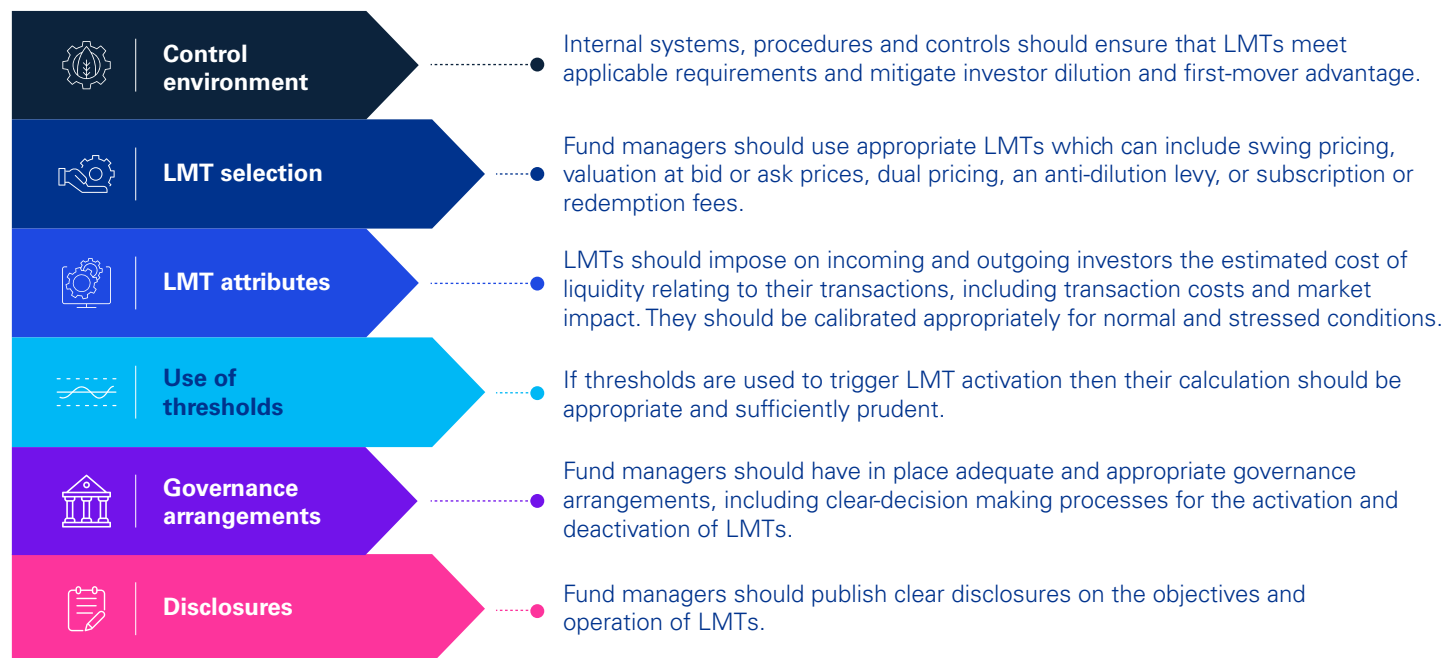 Control
environment
Internal systems, procedures and controls should ensure that LMTs meet
applicable requirements and mitigate investor dilution and first-mover advantage.
LMT selection
Fund managers should use appropriate LMTs which can include swing pricing,
valuation at bid or ask prices, dual pricing, an anti-dilution levy, or subscription or
redemption fees.
LMT attributes
LMTs should impose on incoming and outgoing investors the estimated cost of
liquidity relating to their transactions, including transaction costs and market
impact. They should be calibrated appropriately for normal and stressed conditions.
Use of
thresholds
If thresholds are used to trigger LMT activation then their calculation should be
appropriate and sufficiently prudent.
Governance
arrangements
Fund managers should have in place adequate and appropriate governance
arrangements, including clear-decision making processes for the activation and
deactivation of LMTs.
Disclosures
Fund managers should publish clear disclosures on the objectives and
operation of LMTs.